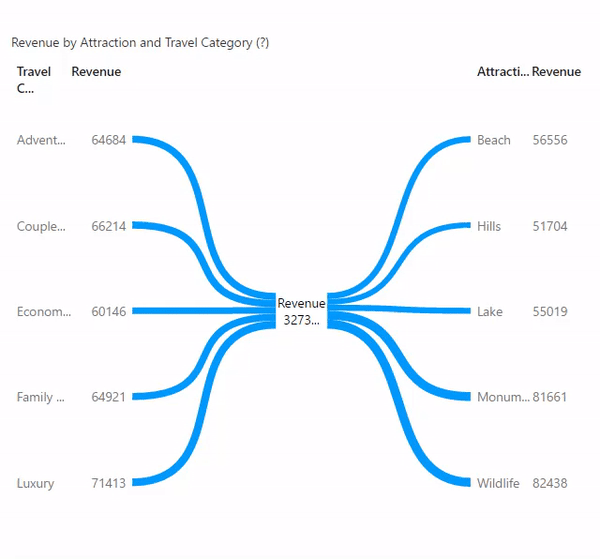 Revenue by Attraction and Travel Category (?)
Travel C... Revenue Attracti... Revenue
Advent... 64684 Beach 56556
Couple... 66214 Hills 51704
Econom... 60146 Lake 55019
Revenue
3273...
Family ... 64921 Monum... 81661
Luxury 71413 Wildlife 82438